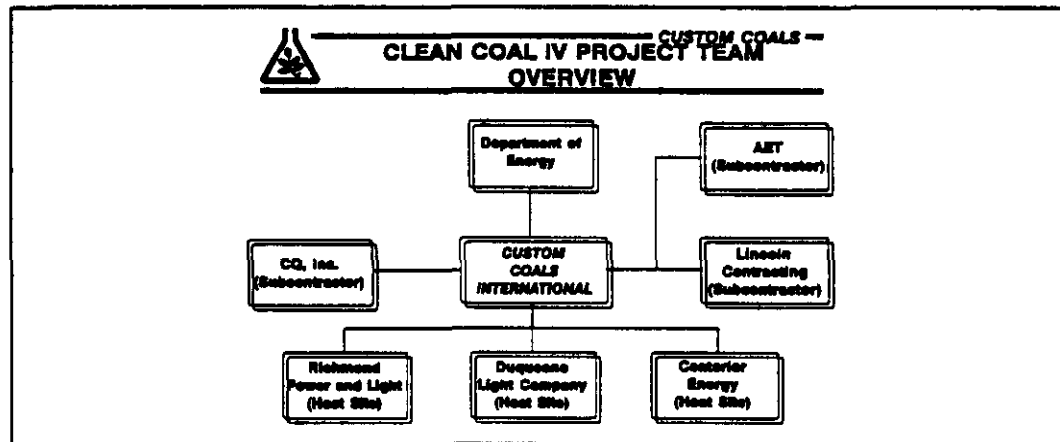 CUSTOM COALS
CLEAN COAL IV PROJECT TEAM
OVERVIEW
Department of
Energy
AET
(Subcontractor)
CQ, Inc.
(Subcontractor)
CUSTOM
COALS
INTERNATIONAL
Lincoln
Contracting
(Subcontractor)
Richmond
Power and Light
(Host Site)
Duquesne
Light Company
(Host Site)
Centerior
Energy
(Host Site)